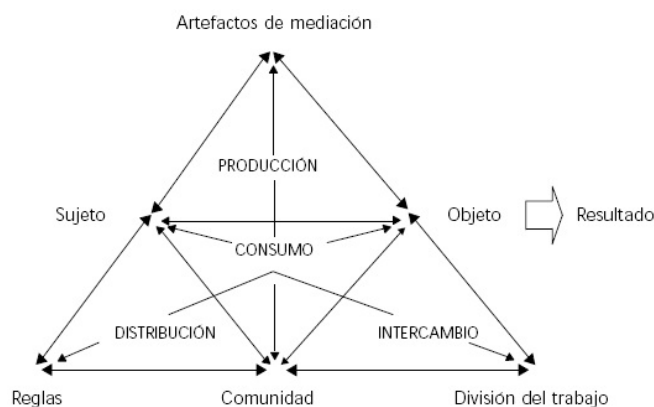 Artefactos de mediación
PRODUCCIÓN
Sujeto
Objeto
Resultado
CONSUMO
DISTRIBUCIÓN
INTERCAMBIO
Reglas
Comunidad
División del trabajo